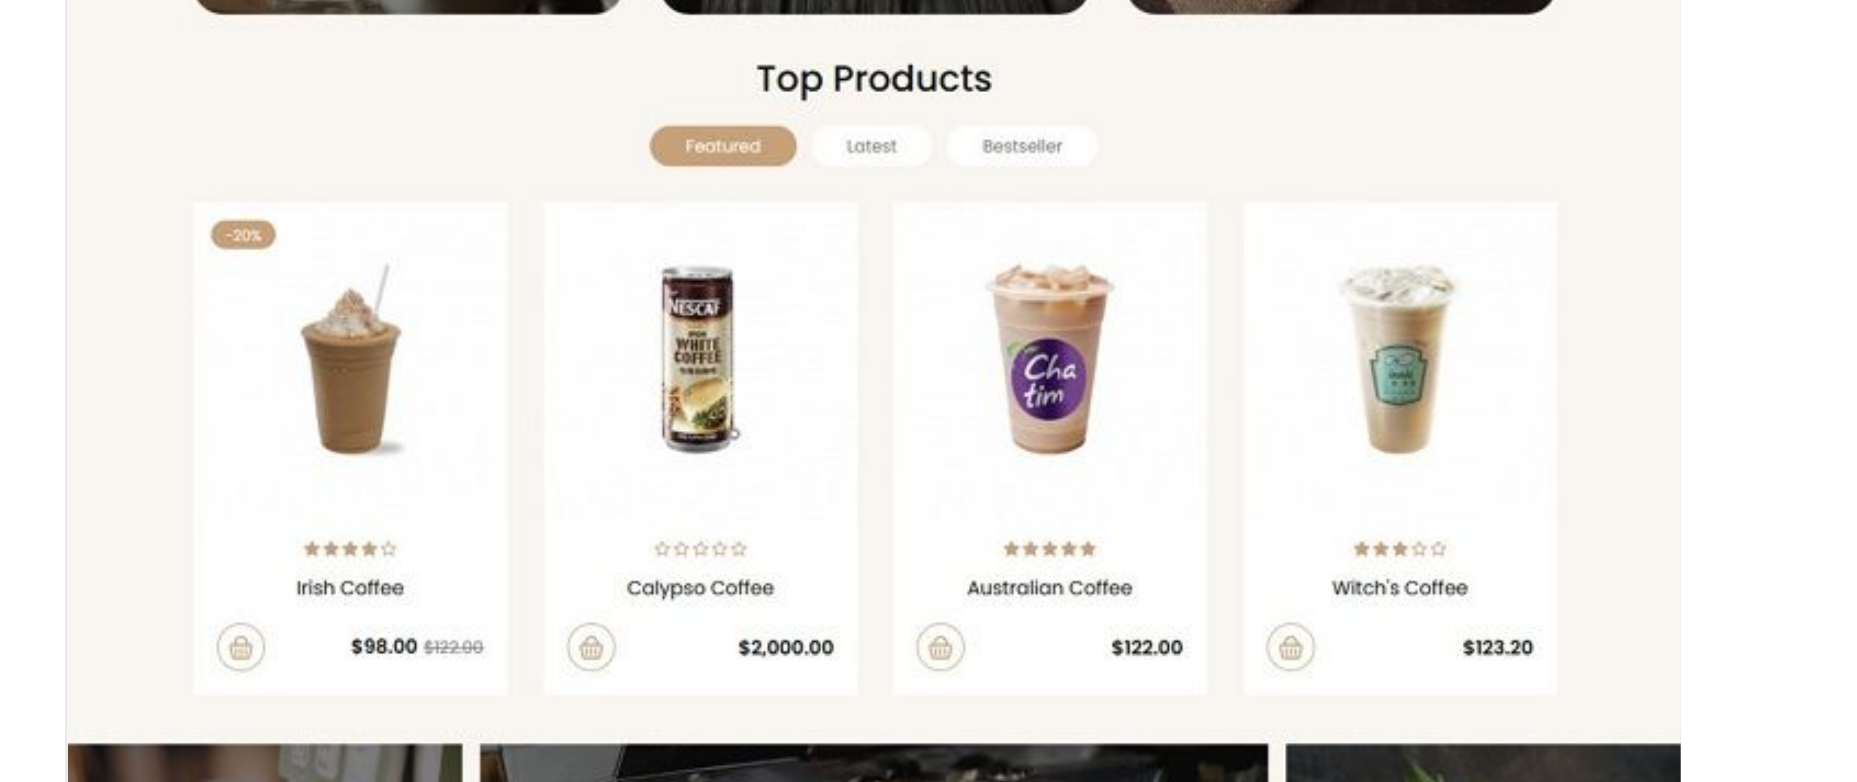 Top Products
Featured
Latest
Bestseller
-20%
NESCAF
WHITE
COFFEE
Cha
tim
Irish Coffee
Calypso Coffee
Australian Coffee
Witch's Coffee
$98.00 $122.00
$2,000.00
$122.00
$123.20